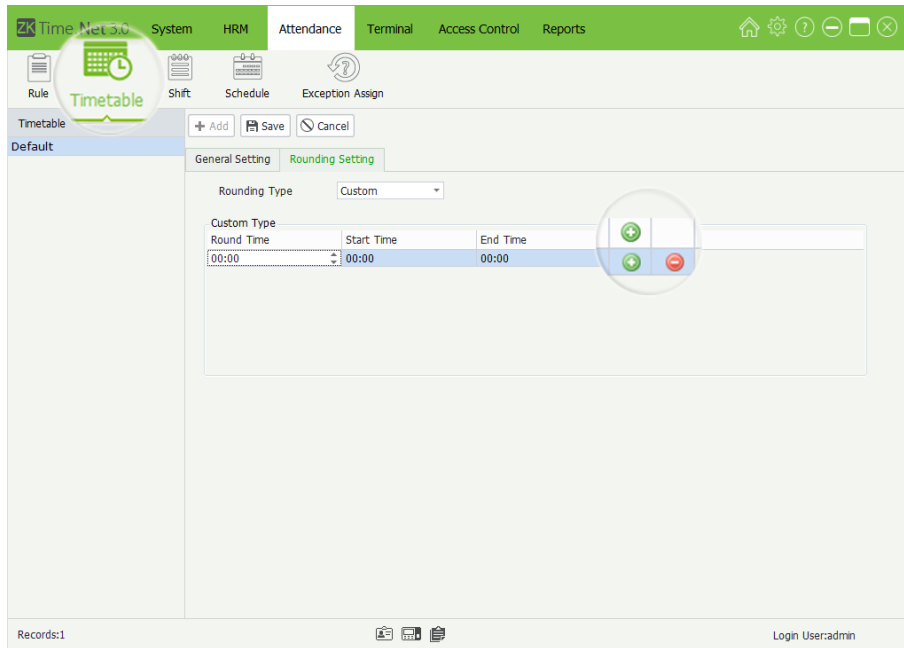 ZK Time.Net 3.0 System HRM Attendance Terminal Access Control Reports
Rule Timetable Shift Schedule Exception Assign
Timetable Add Save Cancel
Default
General Setting Rounding Setting
Rounding Type Custom
Custom Type
Round Time Start Time End Time
00:00 00:00 00:00
Records:1 Login User:admin